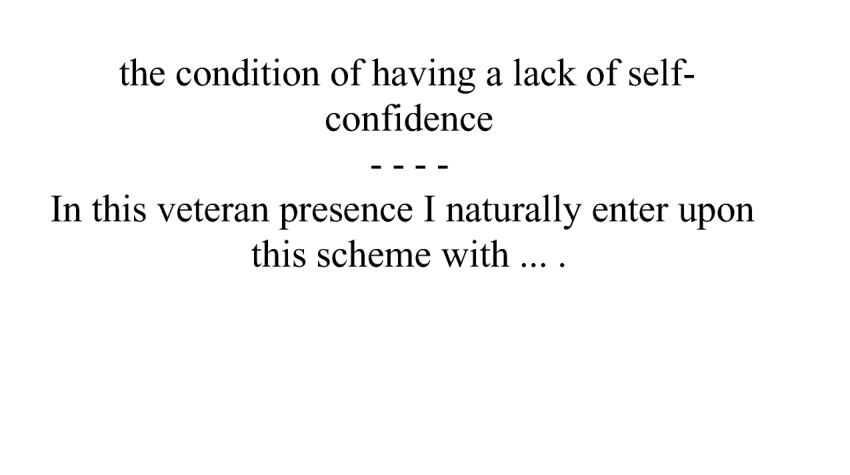 the condition of having a lack of self-
confidence
- - - -
In this veteran presence I naturally enter upon
this scheme with ... .